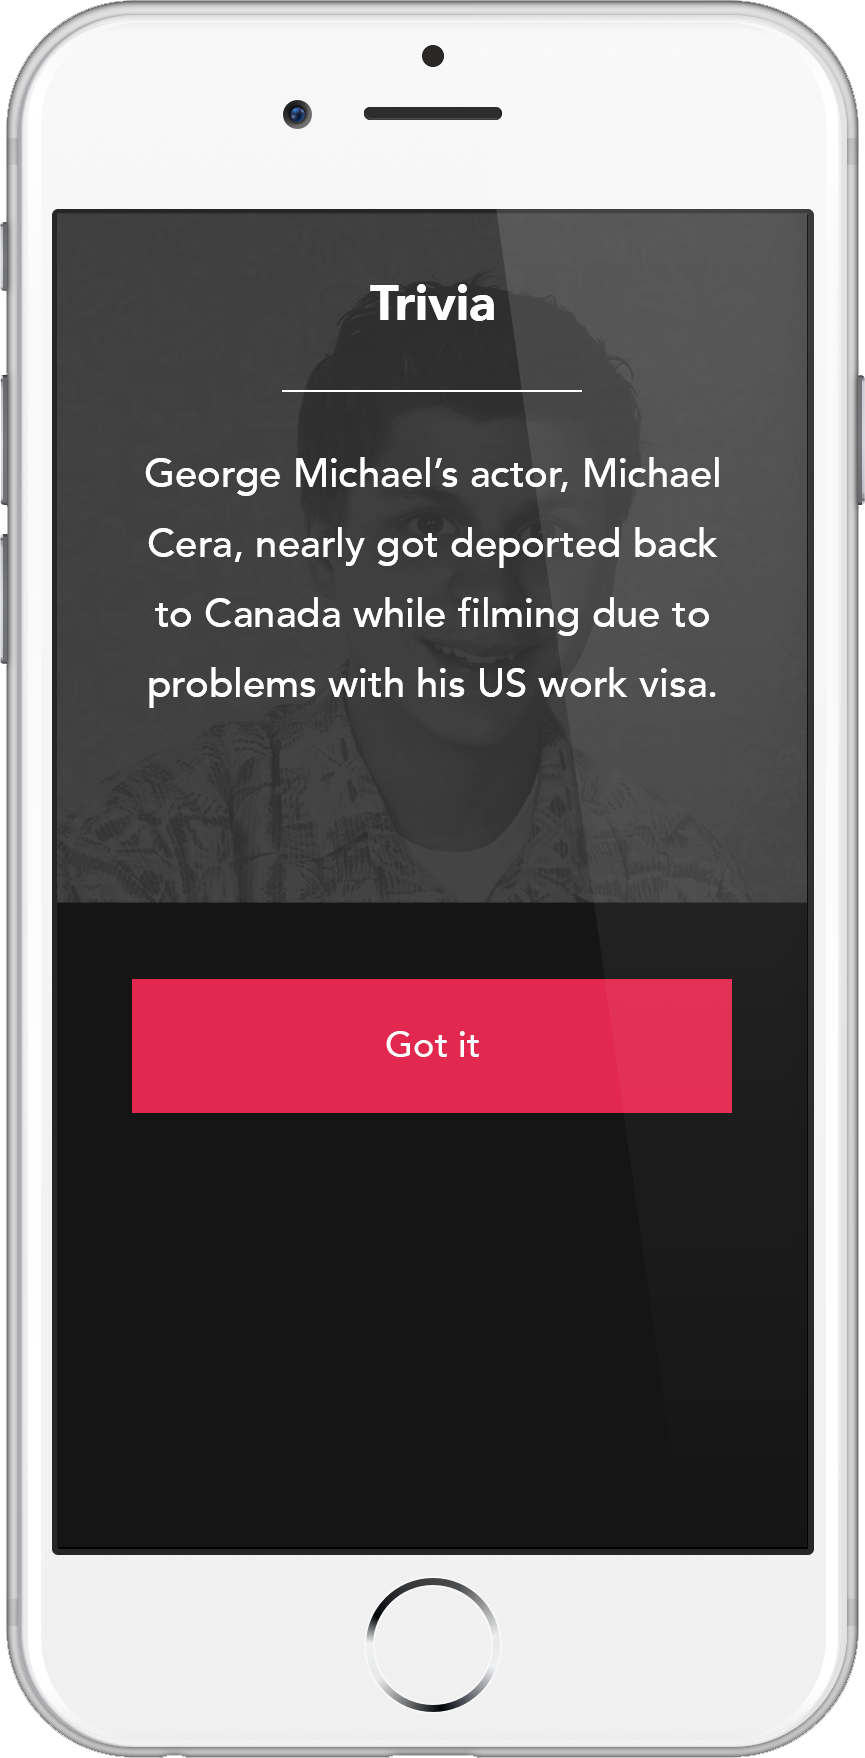 Trivia
George Michael’s actor, Michael
Cera, nearly got deported back
to Canada while filming due to
problems with his US work visa.
Got it